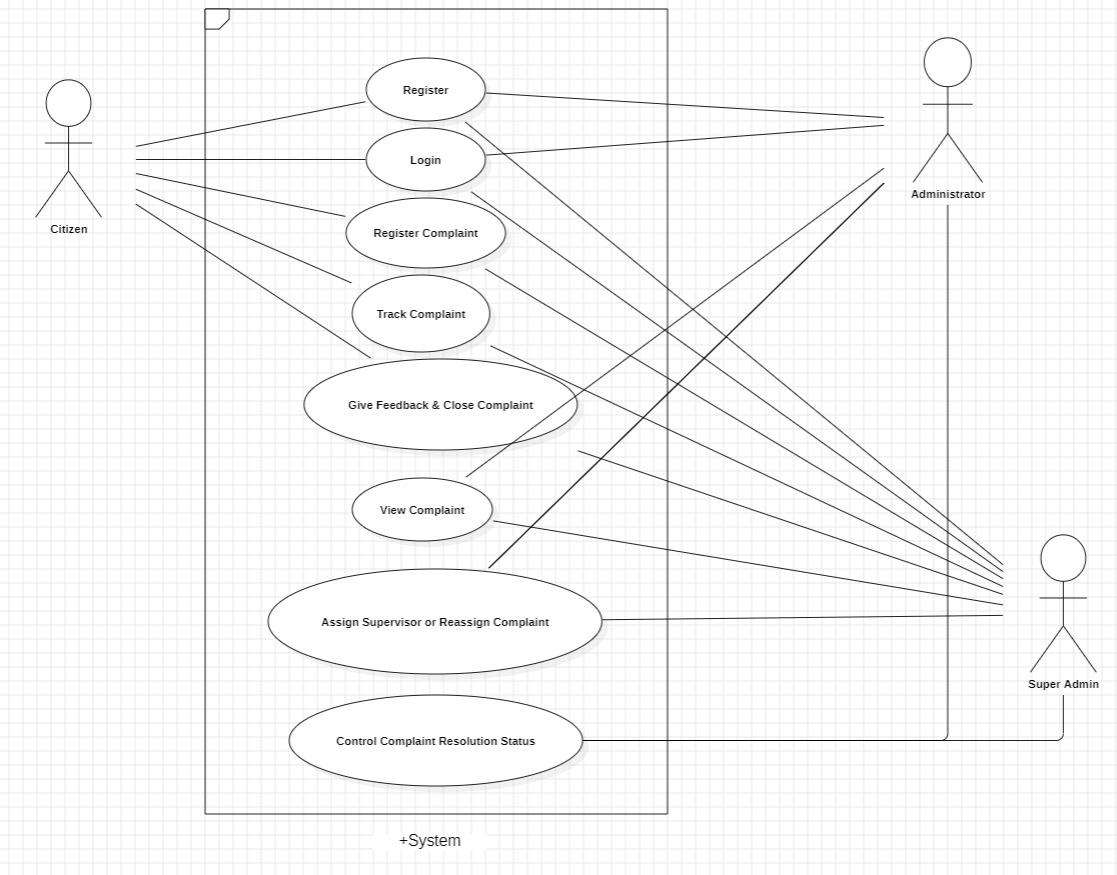 Register
Login
Citizen
Administrator
Register Complaint
Track Complaint
Give Feedback & Close Complaint
View Complaint
Assign Supervisor or Reassign Complaint
Super Admin
Control Complaint Resolution Status
+System